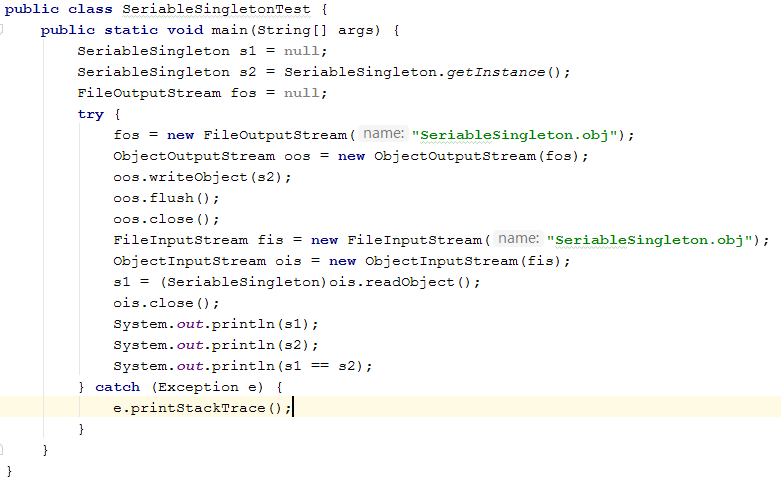 public class SeriableSingletonTest {
    public static void main(String[] args) {
        SeriableSingleton s1 = null;
        SeriableSingleton s2 = SeriableSingleton.getInstance();
        FileOutputStream fos = null;
        try {
            fos = new FileOutputStream( name: "SeriableSingleton.obj");
            ObjectOutputStream oos = new ObjectOutputStream(fos);
            oos.writeObject(s2);
            oos.flush();
            oos.close();
            FileInputStream fis = new FileInputStream( name: "SeriableSingleton.obj");
            ObjectInputStream ois = new ObjectInputStream(fis);
            s1 = (SeriableSingleton)ois.readObject();
            ois.close();
            System.out.println(s1);
            System.out.println(s2);
            System.out.println(s1 == s2);
        } catch (Exception e) {
            e.printStackTrace();
        }
    }
}